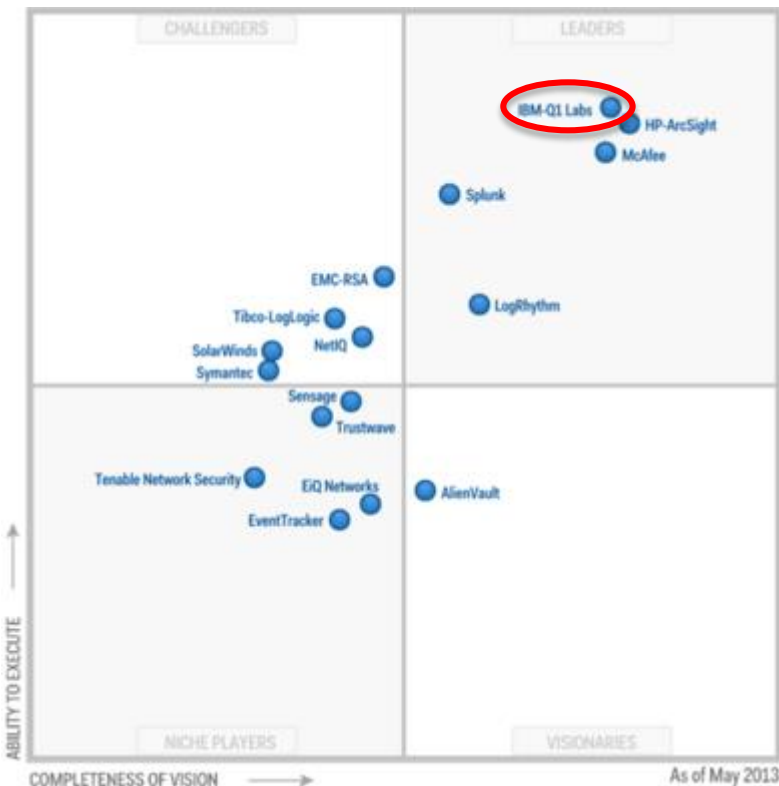 CHALLENGERS
LEADERS
IBM-Q1 Labs
HP-ArcSight
McAfee
Splunk
EMC-RSA
LogRhythm
Tibco-LogLogic
NetIQ
SolarWinds
Symantec
Sensage
Trustwave
Tenable Network Security
EiQ Networks
AlienVault
EventTracker
ABILITY TO EXECUTE
NICHE PLAYERS
VISIONARIES
COMPLETENESS OF VISION
As of May 2013